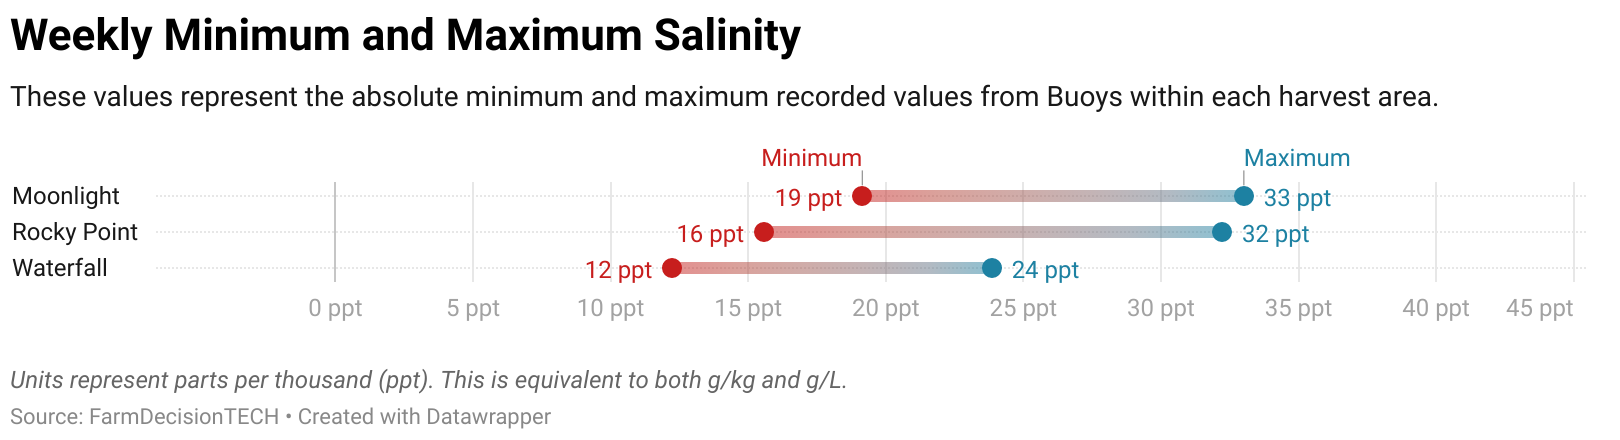 Weekly Minimum and Maximum Salinity
These values represent the absolute minimum and maximum recorded values from Buoys within each harvest area.
Minimum Maximum
Moonlight 19 ppt 33 ppt
Rocky Point 16 ppt 32 ppt
Waterfall 12 ppt 24 ppt
0 ppt 5 ppt 10 ppt 15 ppt 20 ppt 25 ppt 30 ppt 35 ppt 40 ppt 45 ppt
Units represent parts per thousand (ppt). This is equivalent to both g/kg and g/L.
Source: FarmDecisionTECH • Created with Datawrapper